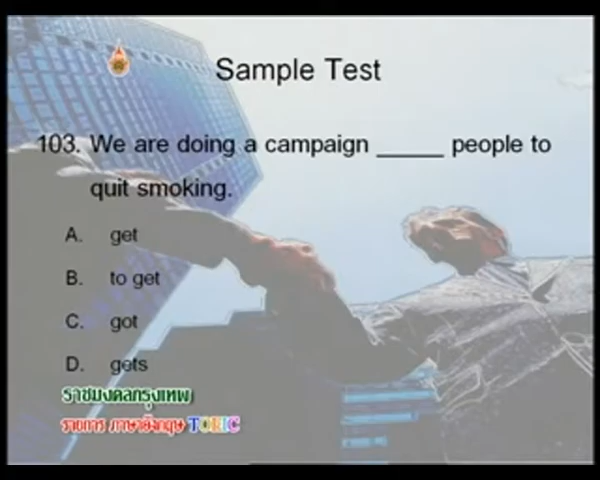 Sample Test
103. We are doing a campaign _____ people to
quit smoking.
A. get
B. to get
C. got
D. gets
ราชมงคลกรุงเทพ
รายการ ภาษาอังกฤษ TOEIC